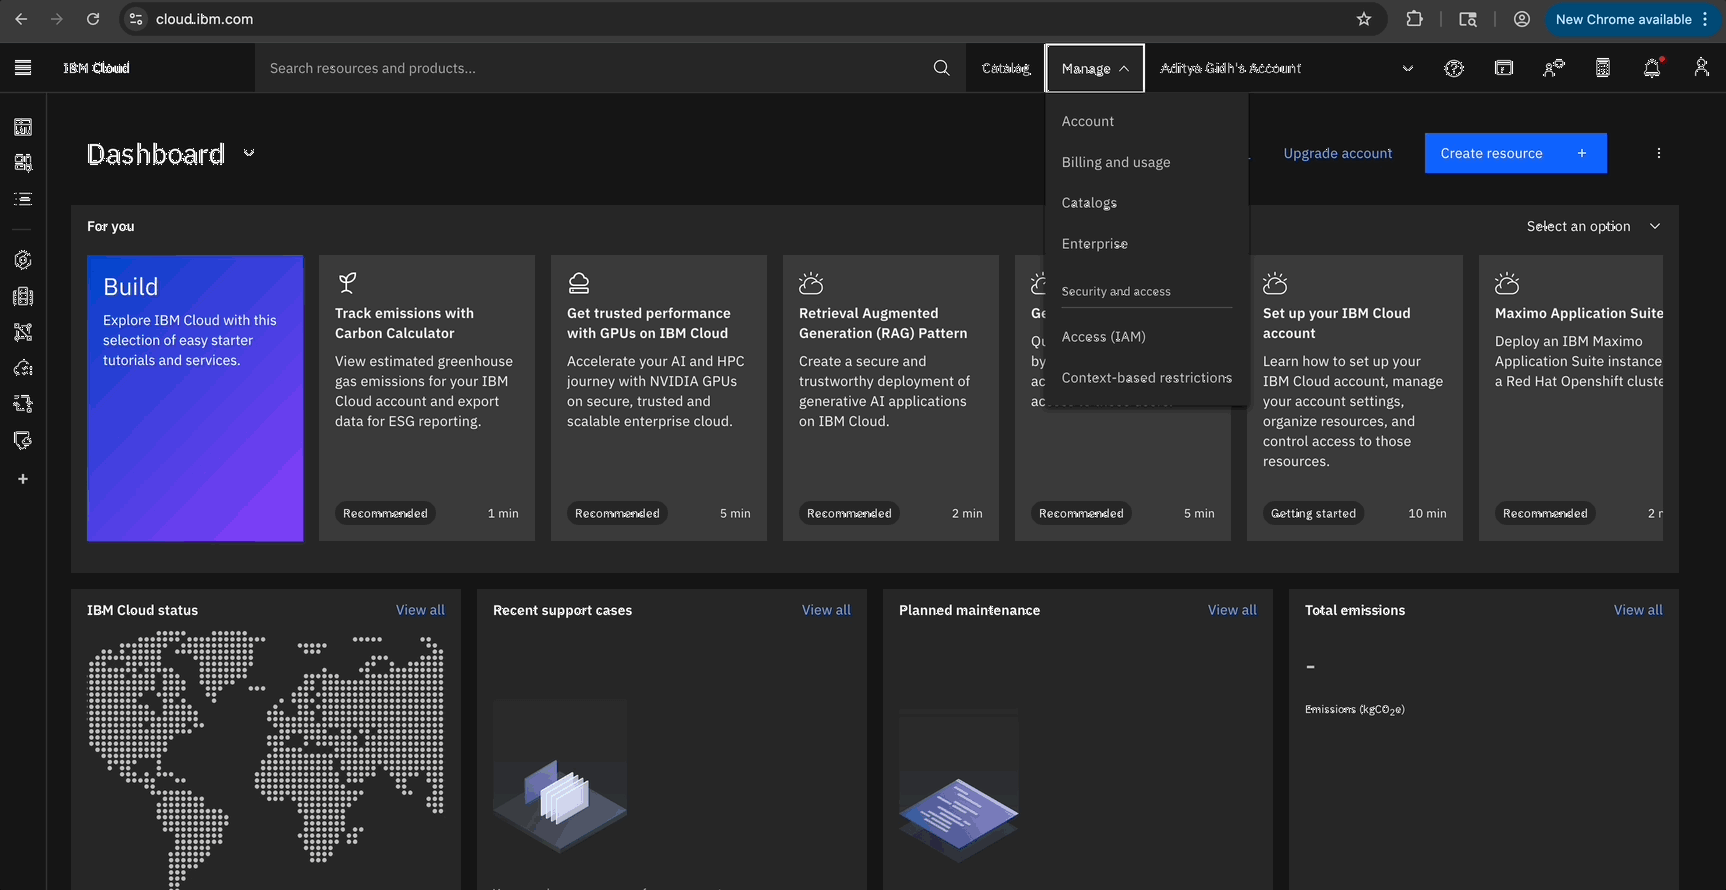 cloud.ibm.com
New Chrome available
IBM Cloud
Search resources and products...
Catalog
Manage
Aditya Gidh's Account
Account
Billing and usage
Catalogs
Enterprise
Security and access
Access (IAM)
Context-based restrictions
Dashboard
Upgrade account
Create resource +
For you
Select an option
Build
Explore IBM Cloud with this
selection of easy starter
tutorials and services.
Track emissions with
Carbon Calculator
View estimated greenhouse
gas emissions for your IBM
Cloud account and export
data for ESG reporting.
Recommended
1 min
Get trusted performance
with GPUs on IBM Cloud
Accelerate your AI and HPC
journey with NVIDIA GPUs
on secure, trusted and
scalable enterprise cloud.
Recommended
5 min
Retrieval Augmented
Generation (RAG) Pattern
Create a secure and
trustworthy deployment of
generative AI applications
on IBM Cloud.
Recommended
2 min
Ge
Qu
by
ac
Recommended
5 min
Set up your IBM Cloud
account
Learn how to set up your
IBM Cloud account, manage
your account settings,
organize resources, and
control access to those
resources.
Getting started
10 min
Maximo Application Suite
Deploy an IBM Maximo
Application Suite instance
a Red Hat Openshift cluste
Recommended
2 r
IBM Cloud status
View all
Recent support cases
View all
Planned maintenance
View all
Total emissions
View all
-
Emissions (kgCO2e)